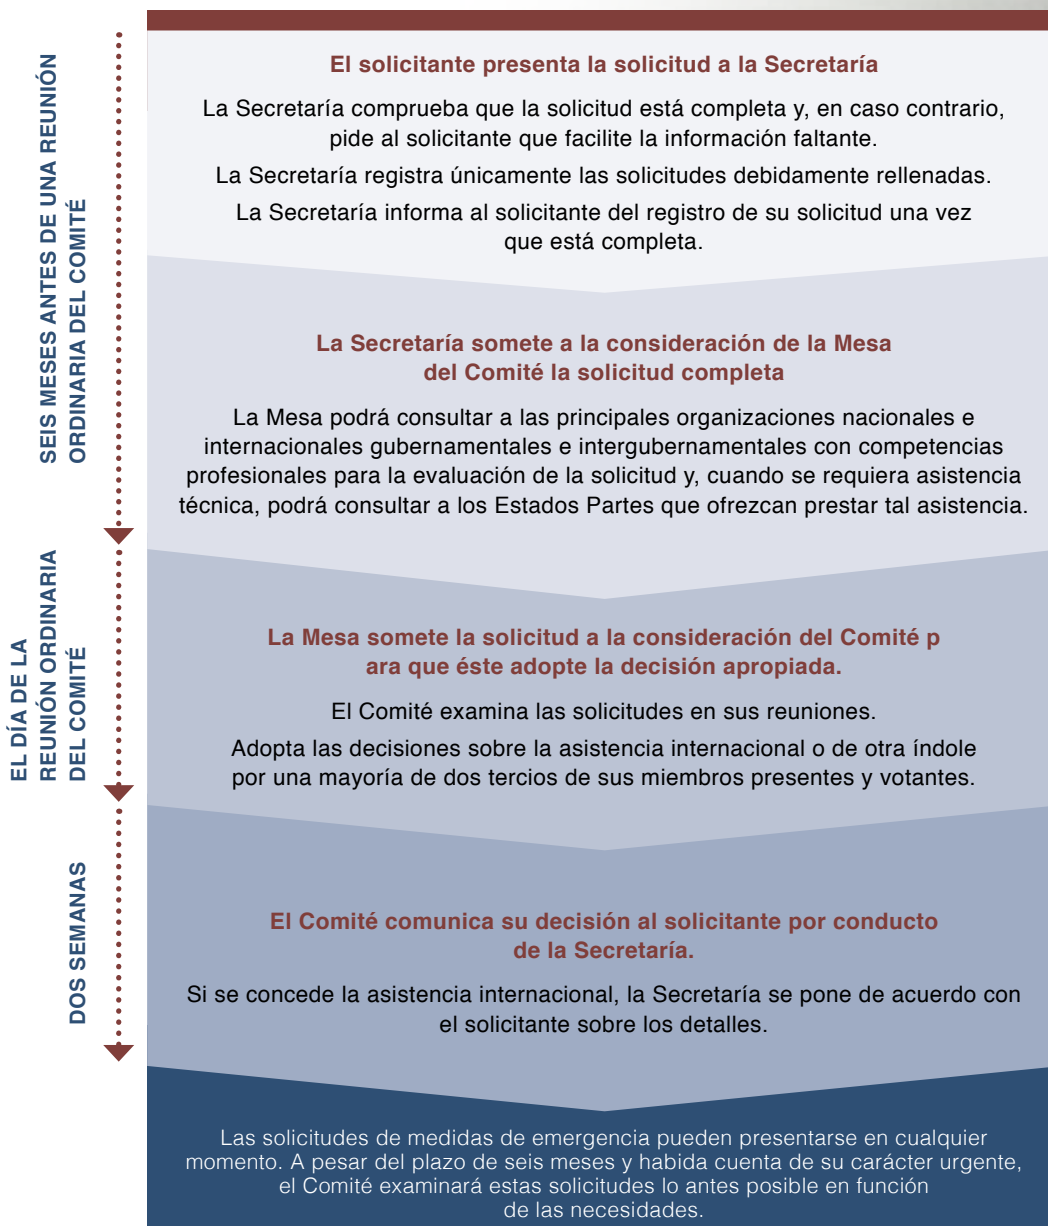 SEIS MESES ANTES DE UNA REUNIÓN
ORDINARIA DEL COMITÉ
El solicitante presenta la solicitud a la Secretaría
La Secretaría comprueba que la solicitud está completa y, en caso contrario,
pide al solicitante que facilite la información faltante.
La Secretaría registra únicamente las solicitudes debidamente rellenadas.
La Secretaría informa al solicitante del registro de su solicitud una vez
que está completa.
La Secretaría somete a la consideración de la Mesa
del Comité la solicitud completa
La Mesa podrá consultar a las principales organizaciones nacionales e
internacionales gubernamentales e intergubernamentales con competencias
profesionales para la evaluación de la solicitud y, cuando se requiera asistencia
técnica, podrá consultar a los Estados Partes que ofrezcan prestar tal asistencia.
EL DÍA DE LA
REUNIÓN ORDINARIA
DEL COMITÉ
La Mesa somete la solicitud a la consideración del Comité p
ara que éste adopte la decisión apropiada.
El Comité examina las solicitudes en sus reuniones.
Adopta las decisiones sobre la asistencia internacional o de otra índole
por una mayoría de dos tercios de sus miembros presentes y votantes.
DOS SEMANAS
El Comité comunica su decisión al solicitante por conducto
de la Secretaría.
Si se concede la asistencia internacional, la Secretaría se pone de acuerdo con
el solicitante sobre los detalles.
Las solicitudes de medidas de emergencia pueden presentarse en cualquier
momento. A pesar del plazo de seis meses y habida cuenta de su carácter urgente,
el Comité examinará estas solicitudes lo antes posible en función
de las necesidades.